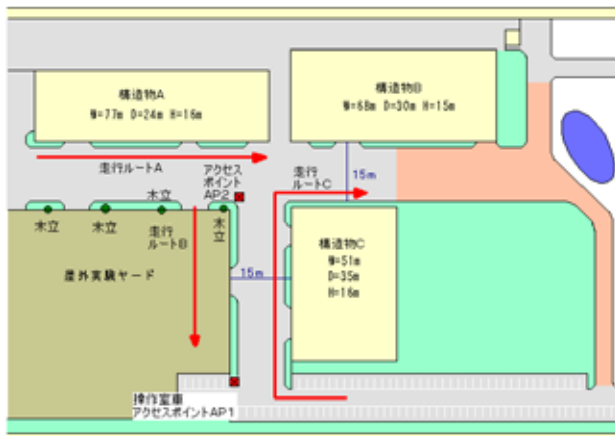 構造物A
W=77m D=24m H=16m
構造物B
W=68m D=30m H=15m
走行ルートA
アクセス
ポイント
AP2
走行
ルートC
15m
木立
木立
木立
走行
ルートB
木
立
屋外実験ヤード
15m
構造物C
W=51m
D=35m
H=16m
操作室車
アクセスポイントAP1